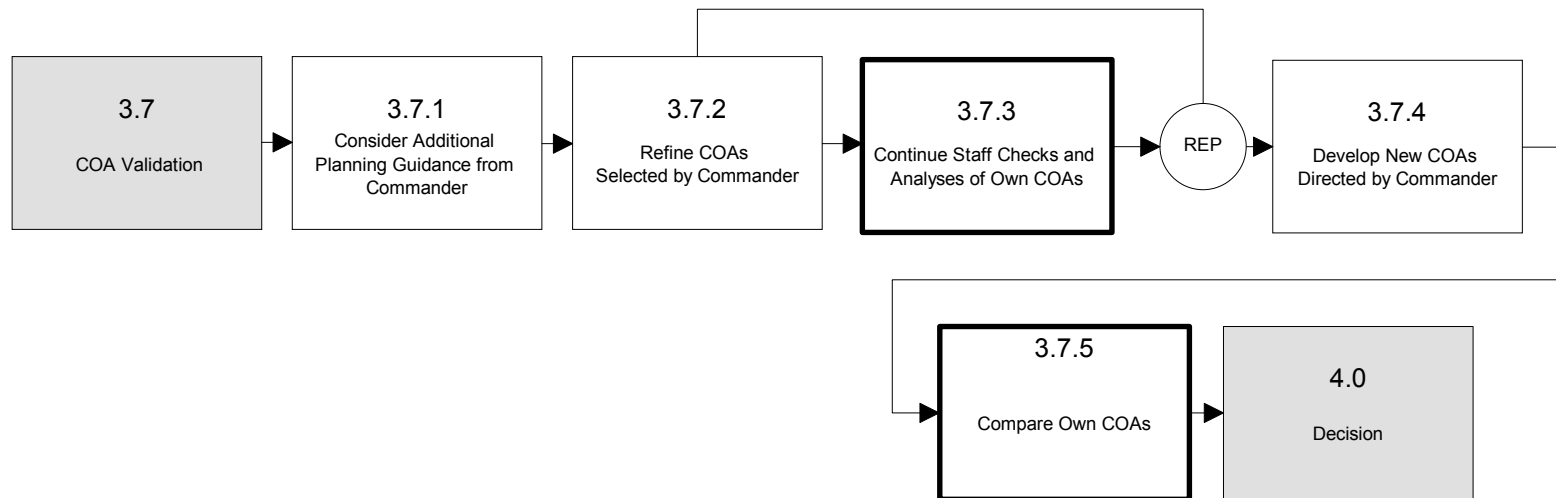 3.7
COA Validation
3.7.1
Consider Additional
Planning Guidance from
Commander
3.7.2
Refine COAs
Selected by Commander
3.7.3
Continue Staff Checks and
Analyses of Own COAs
REP
3.7.4
Develop New COAs
Directed by Commander
3.7.5
Compare Own COAs
4.0
Decision